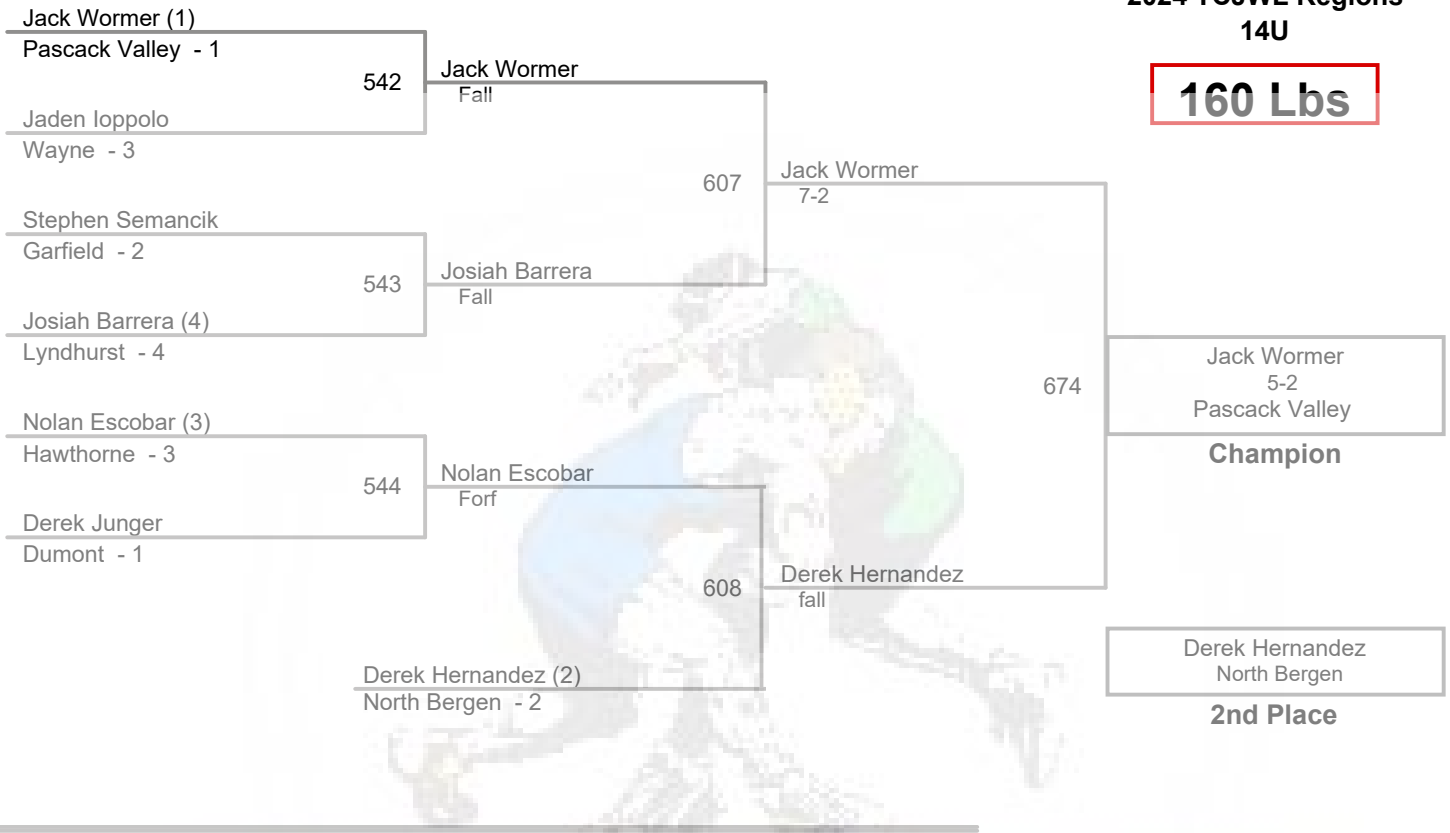 2024 TCJWL Regions
14U
160 Lbs
Jack Wormer (1)
Pascack Valley - 1
542
Jack Wormer
Fall
Jaden Ioppolo
Wayne - 3
607
Jack Wormer
7-2
Stephen Semancik
Garfield - 2
543
Josiah Barrera
Fall
Josiah Barrera (4)
Lyndhurst - 4
674
Jack Wormer
5-2
Pascack Valley
Champion
Nolan Escobar (3)
Hawthorne - 3
544
Nolan Escobar
Forf
Derek Junger
Dumont - 1
608
Derek Hernandez
fall
Derek Hernandez (2)
North Bergen - 2
Derek Hernandez
North Bergen
2nd Place